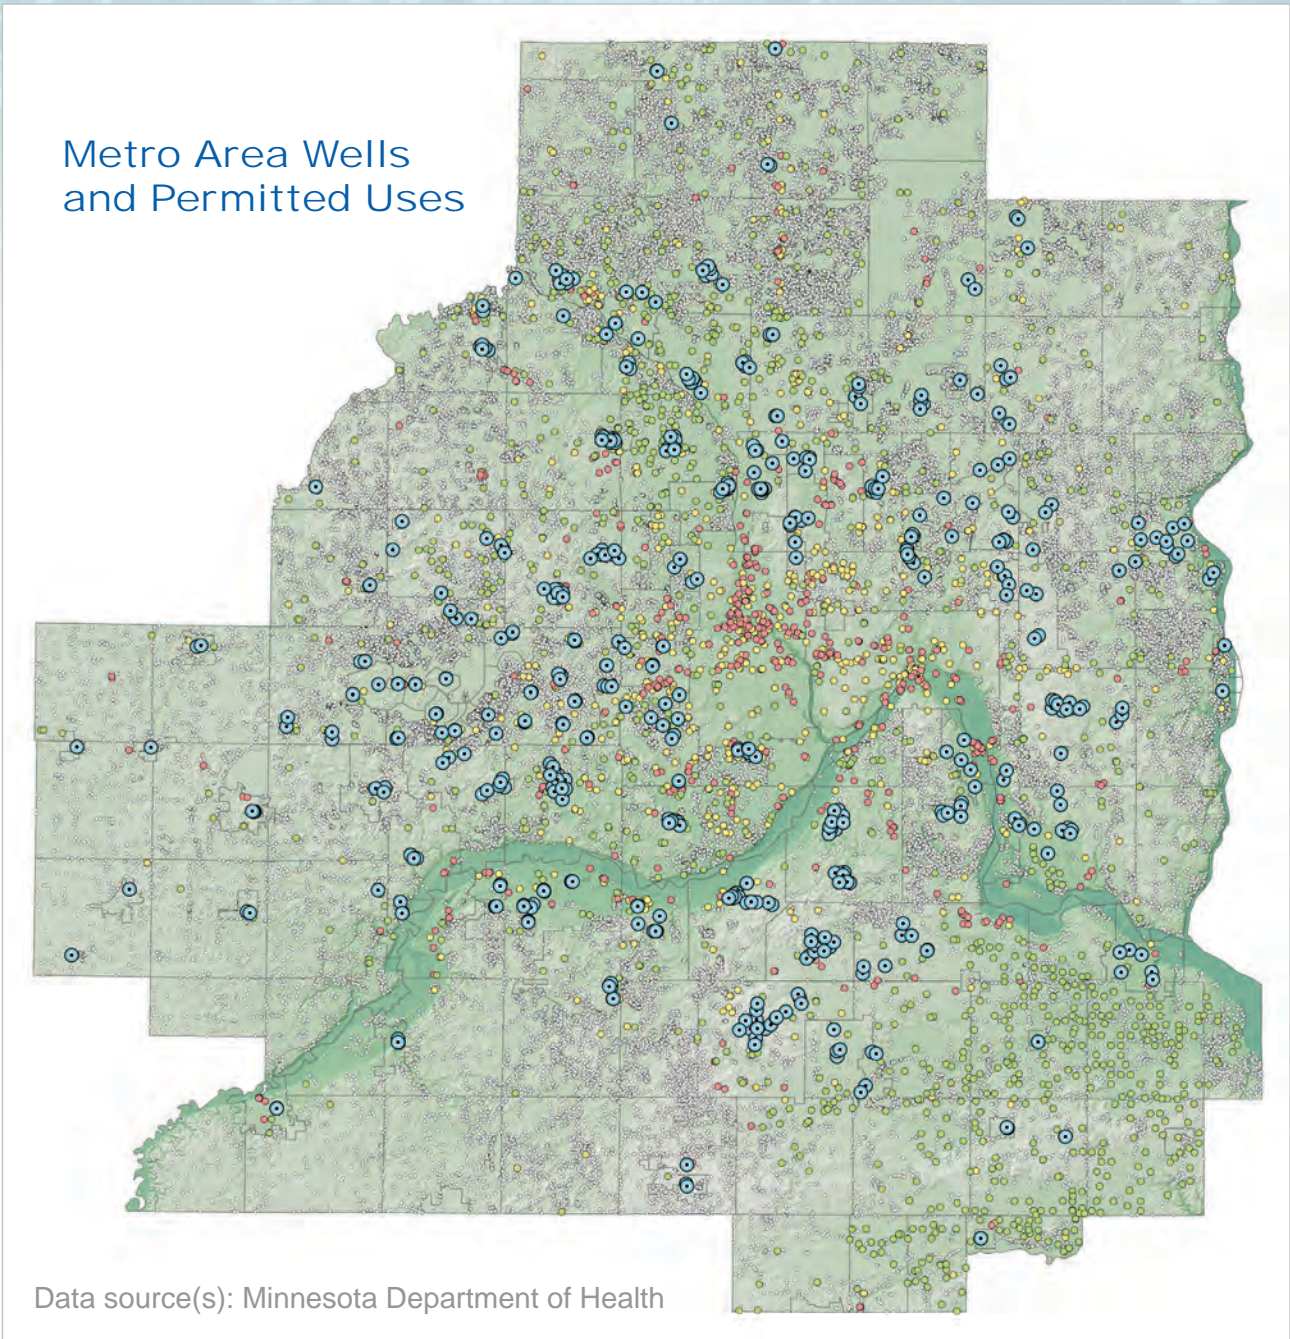 Metro Area Wells
and Permitted Uses
Data source(s): Minnesota Department of Health